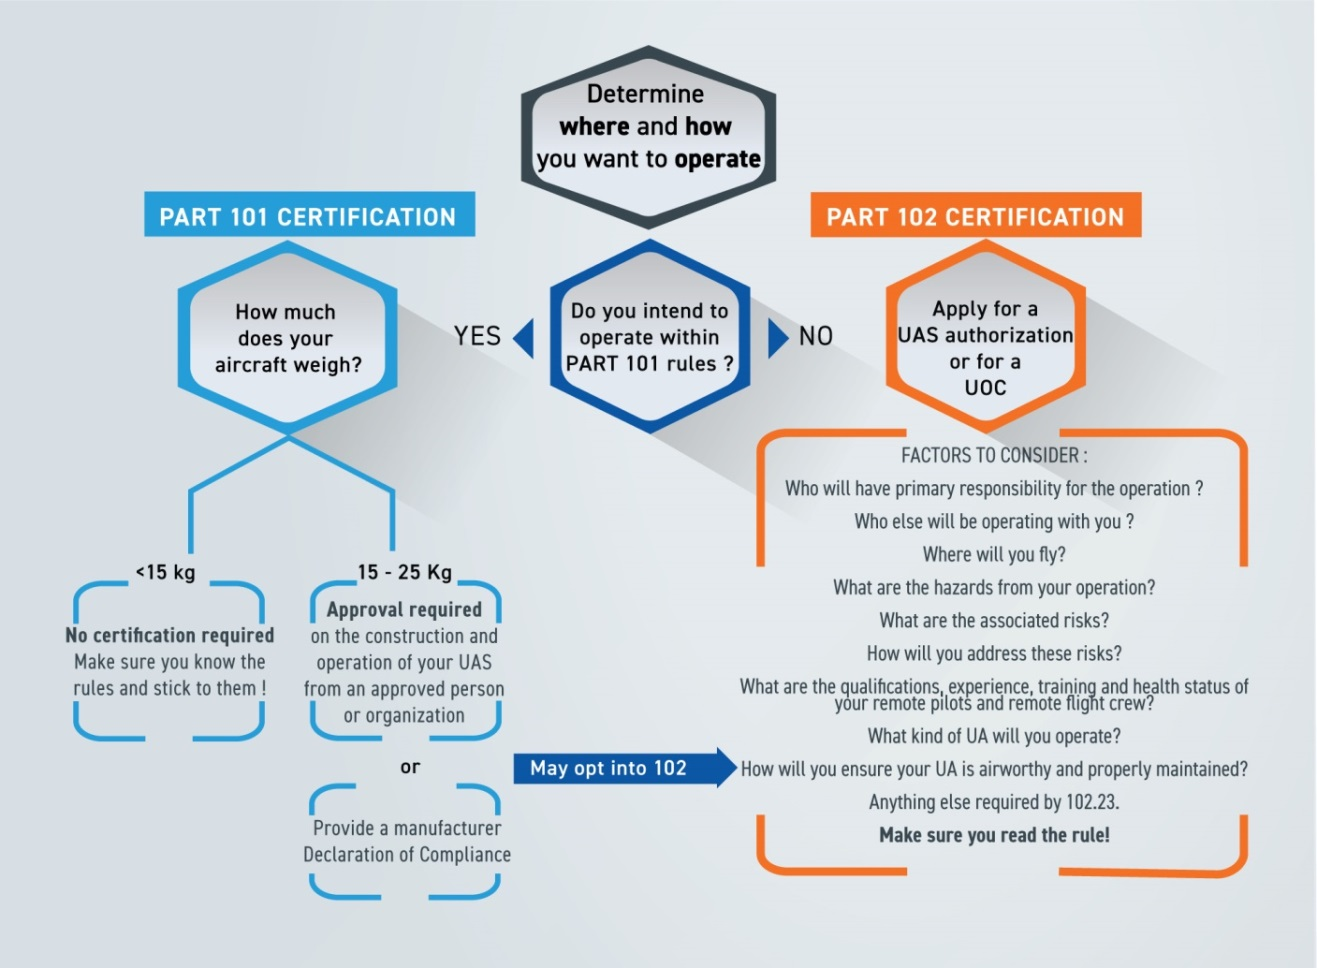 Determine
where and how
you want to operate
PART 101 CERTIFICATION
How much
does your
aircraft weigh?
YES
Do you intend to
operate within
PART 101 rules ?
NO
PART 102 CERTIFICATION
Apply for a
UAS authorization
or for a
UOC
<15 kg
No certification required
Make sure you know the
rules and stick to them !
15 - 25 Kg
Approval required
on the construction and
operation of your UAS
from an approved person
or organization
or
Provide a manufacturer
Declaration of Compliance
May opt into 102
FACTORS TO CONSIDER :
Who will have primary responsibility for the operation ?
Who else will be operating with you ?
Where will you fly?
What are the hazards from your operation?
What are the associated risks?
How will you address these risks?
What are the qualifications, experience, training and health status of
your remote pilots and remote flight crew?
What kind of UA will you operate?
How will you ensure your UA is airworthy and properly maintained?
Anything else required by 102.23.
Make sure you read the rule!